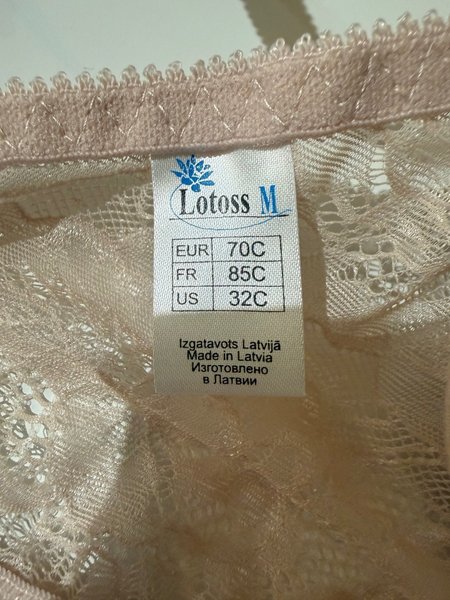 Lotoss M
EUR 70C
FR 85C
US 32C
Izgatavots Latvijā
Made in Latvia
Изготовлено
в Латвии